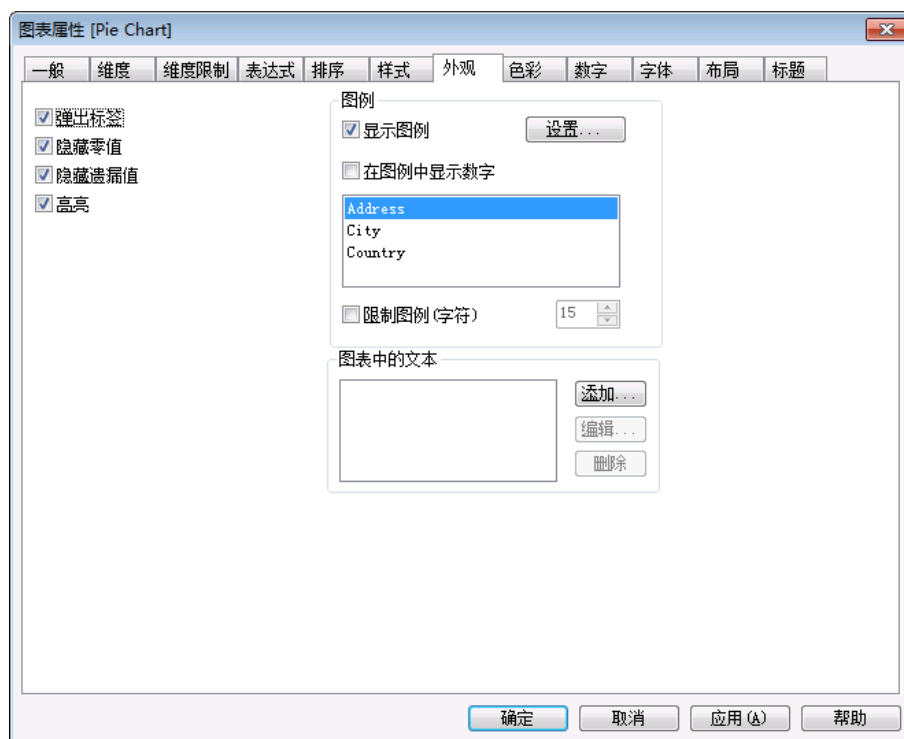 图表属性 [Pie Chart]
一般 维度 维度限制 表达式 排序 样式 外观 色彩 数字 字体 布局 标题
弹出标签
隐藏零值
隐藏遗漏值
高亮
图例
显示图例 设置...
在图例中显示数字
Address
City
Country
限制图例(字符) 15
图表中的文本
添加...
编辑...
删除
确定 取消 应用(A) 帮助